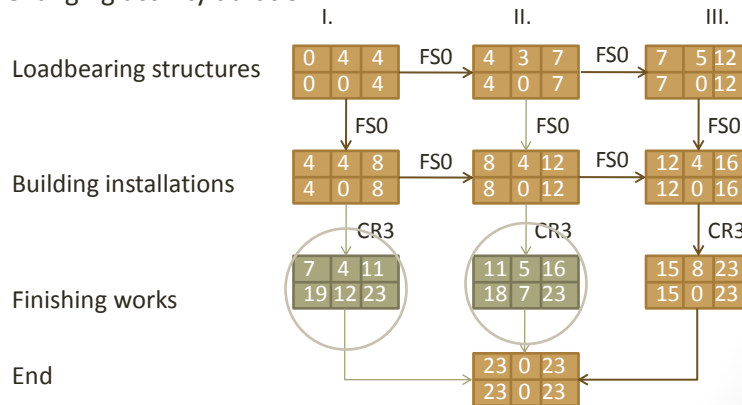 I. II. III.
Loadbearing structures
0 4 4 FS0 4 3 7 FS0 7 5 12
0 0 4 4 0 7 7 0 12
FS0 FS0 FS0
Building installations
4 4 8 FS0 8 4 12 FS0 12 4 16
4 0 8 8 0 12 12 0 16
CR3 CR3 CR3
Finishing works
7 4 11 11 5 16 15 8 23
19 12 23 18 7 23 15 0 23
End
23 0 23
23 0 23